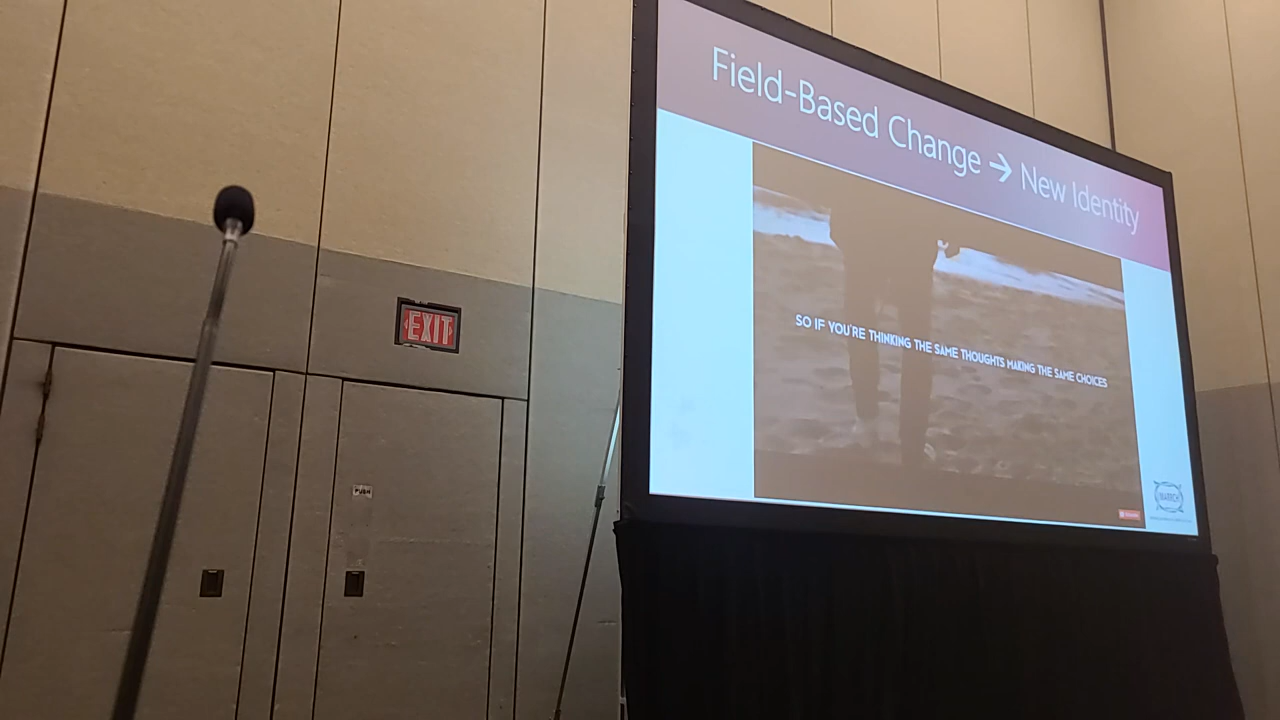 Field-Based Change → New Identity
SO IF YOU'RE THINKING THE SAME THOUGHTS MAKING THE SAME CHOICES
EXIT
PUSH